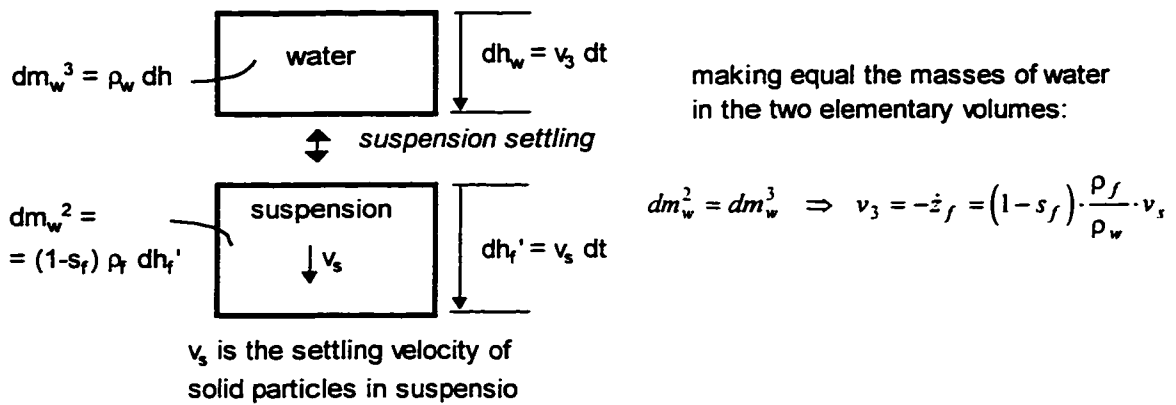 water
dm_w^3 = ρ_w dh
dh_w = v_3 dt
suspension settling
suspension
dm_w^2 =
= (1-s_f) ρ_f dh_f'
v_s
dh_f' = v_s dt
v_s is the settling velocity of
solid particles in suspensio
making equal the masses of water
in the two elementary volumes:
dm_w^2 = dm_w^3 ⇒ v_3 = -ż_f = (1-s_f)·ρ_f/ρ_w·v_s